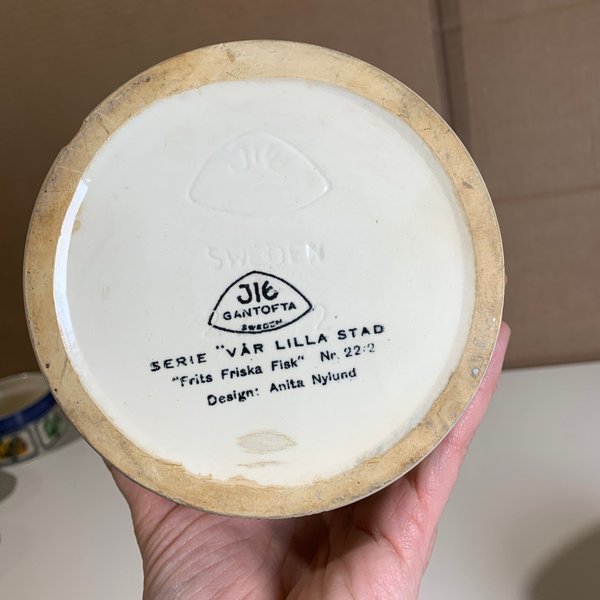 JIE
SWEDEN
JIE
GANTOFTA
SWEDEN
SERIE "VÅR LILLA STAD
"Frits Friska Fisk" Nr. 22:2
Design: Anita Nylund